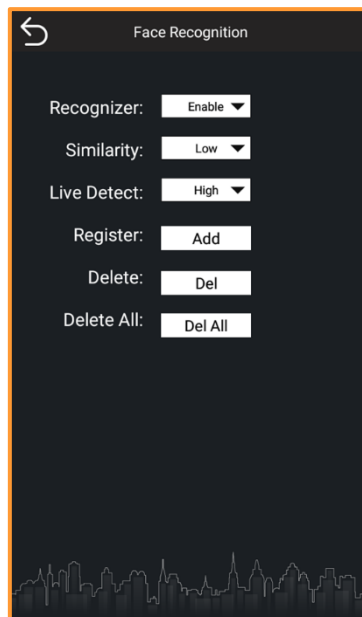 Face Recognition
Recognizer: Enable
Similarity: Low
Live Detect: High
Register: Add
Delete: Del
Delete All: Del All